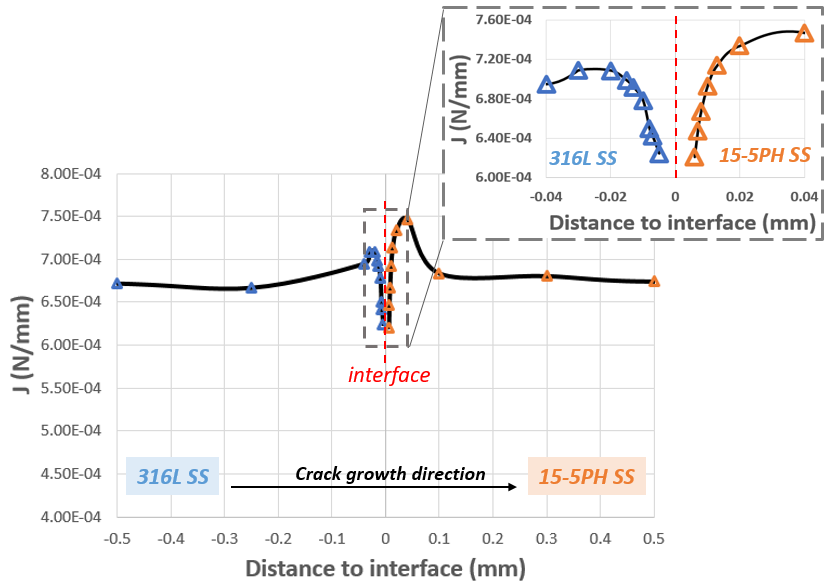 7.60E-04
7.20E-04
6.80E-04
6.40E-04
6.00E-04
J (N/mm)
316L SS
15-5PH SS
-0.04
-0.02
0
0.02
0.04
Distance to interface (mm)
8.00E-04
7.50E-04
7.00E-04
6.50E-04
6.00E-04
5.50E-04
5.00E-04
4.50E-04
4.00E-04
J (N/mm)
interface
316L SS
Crack growth direction
15-5PH SS
-0.5
-0.4
-0.3
-0.2
-0.1
0
0.1
0.2
0.3
0.4
0.5
Distance to interface (mm)